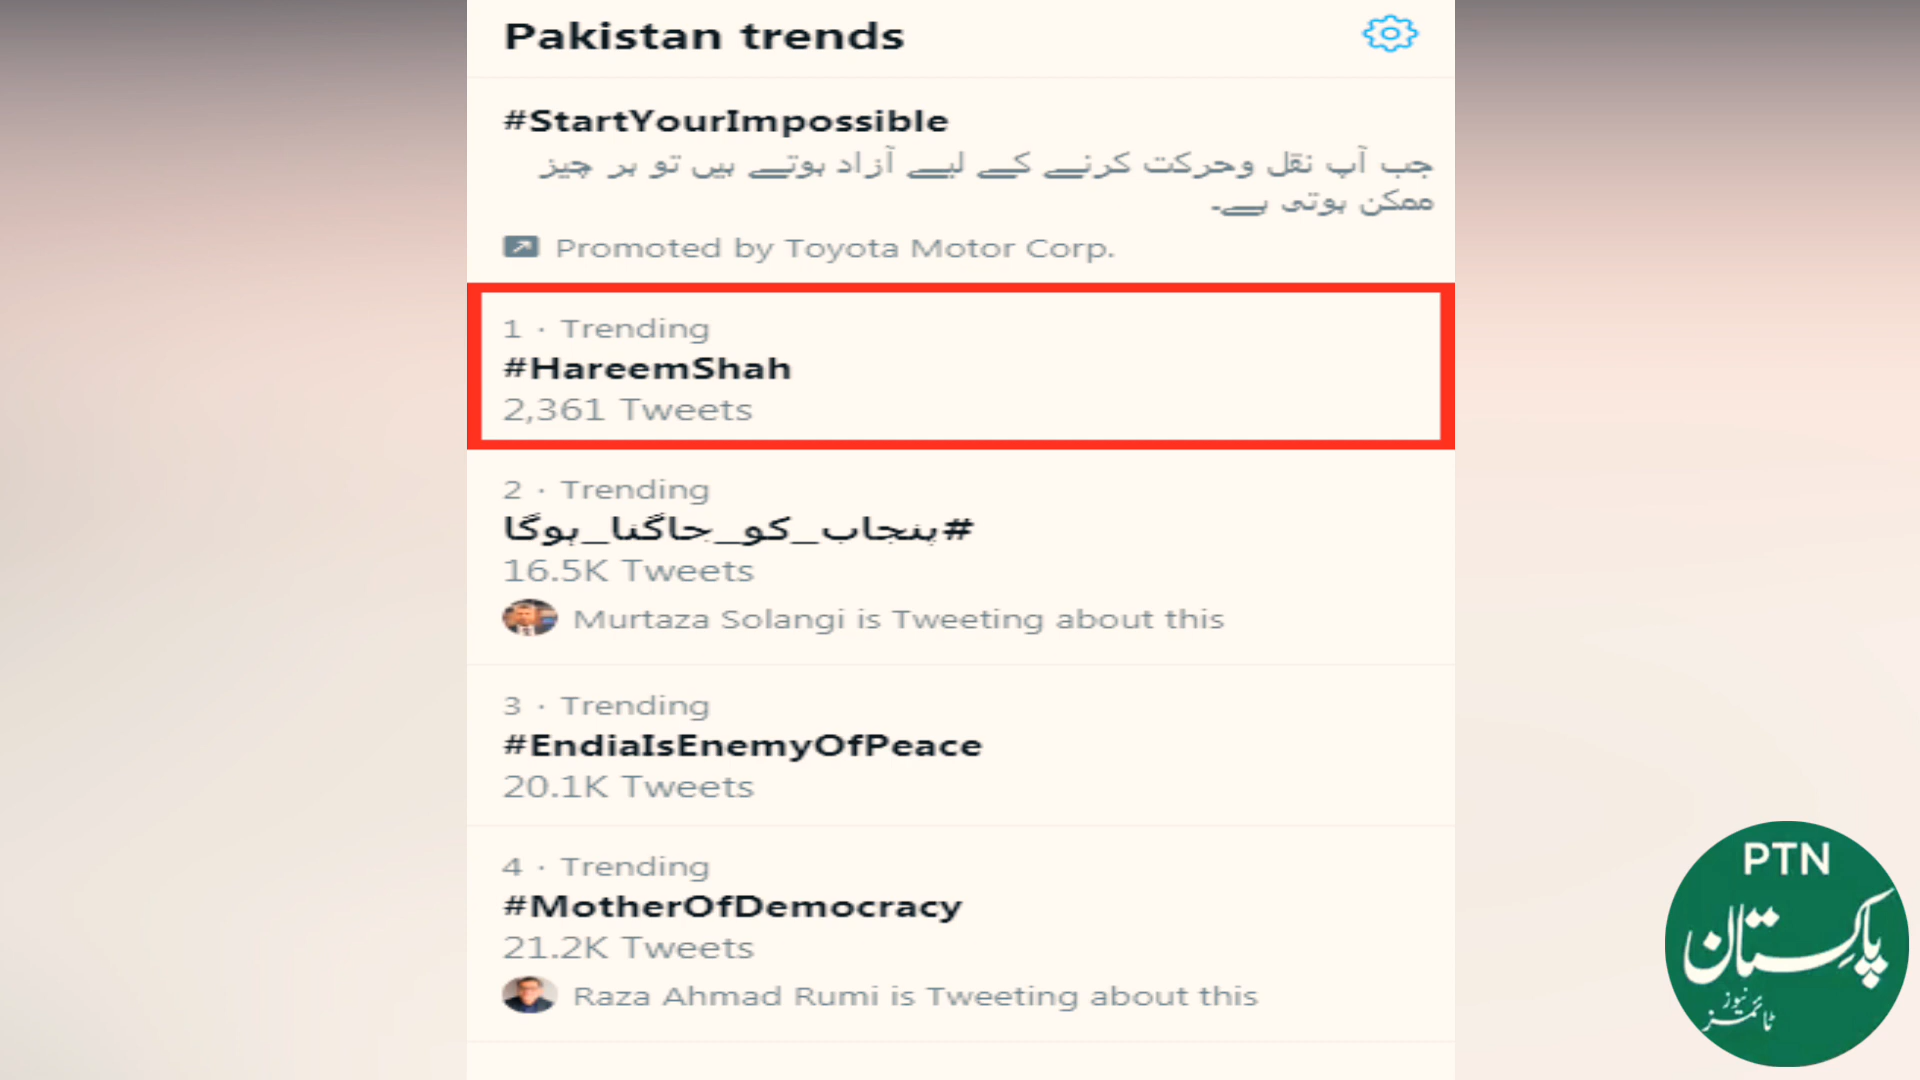 Pakistan trends
#StartYourImpossible
جب آپ نقل وحرکت کرنے کے لیے آزاد ہوتے ہیں تو ہر چیز
ممکن ہوتی ہے۔
Promoted by Toyota Motor Corp.
1 · Trending
#HareemShah
2,361 Tweets
2 · Trending
#پنجاب_کو_جاگنا_ہوگا
16.5K Tweets
Murtaza Solangi is Tweeting about this
3 · Trending
#EndiaIsEnemyOfPeace
20.1K Tweets
4 · Trending
#MotherOfDemocracy
21.2K Tweets
Raza Ahmad Rumi is Tweeting about this
PTN
پاکستان
نیوز
ٹائمز